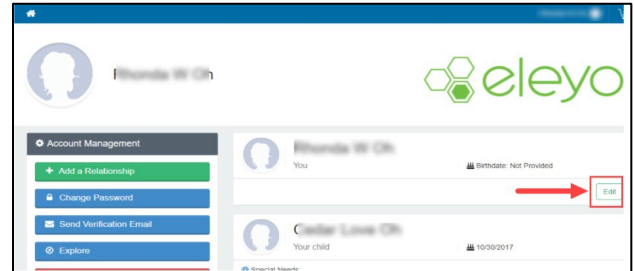 eleyo
Account Management
+ Add a Relationship
Change Password
Send Verification Email
Explore
You
Birthdate: Not Provided
Edit
Your child
10/30/2017
Special Needs: